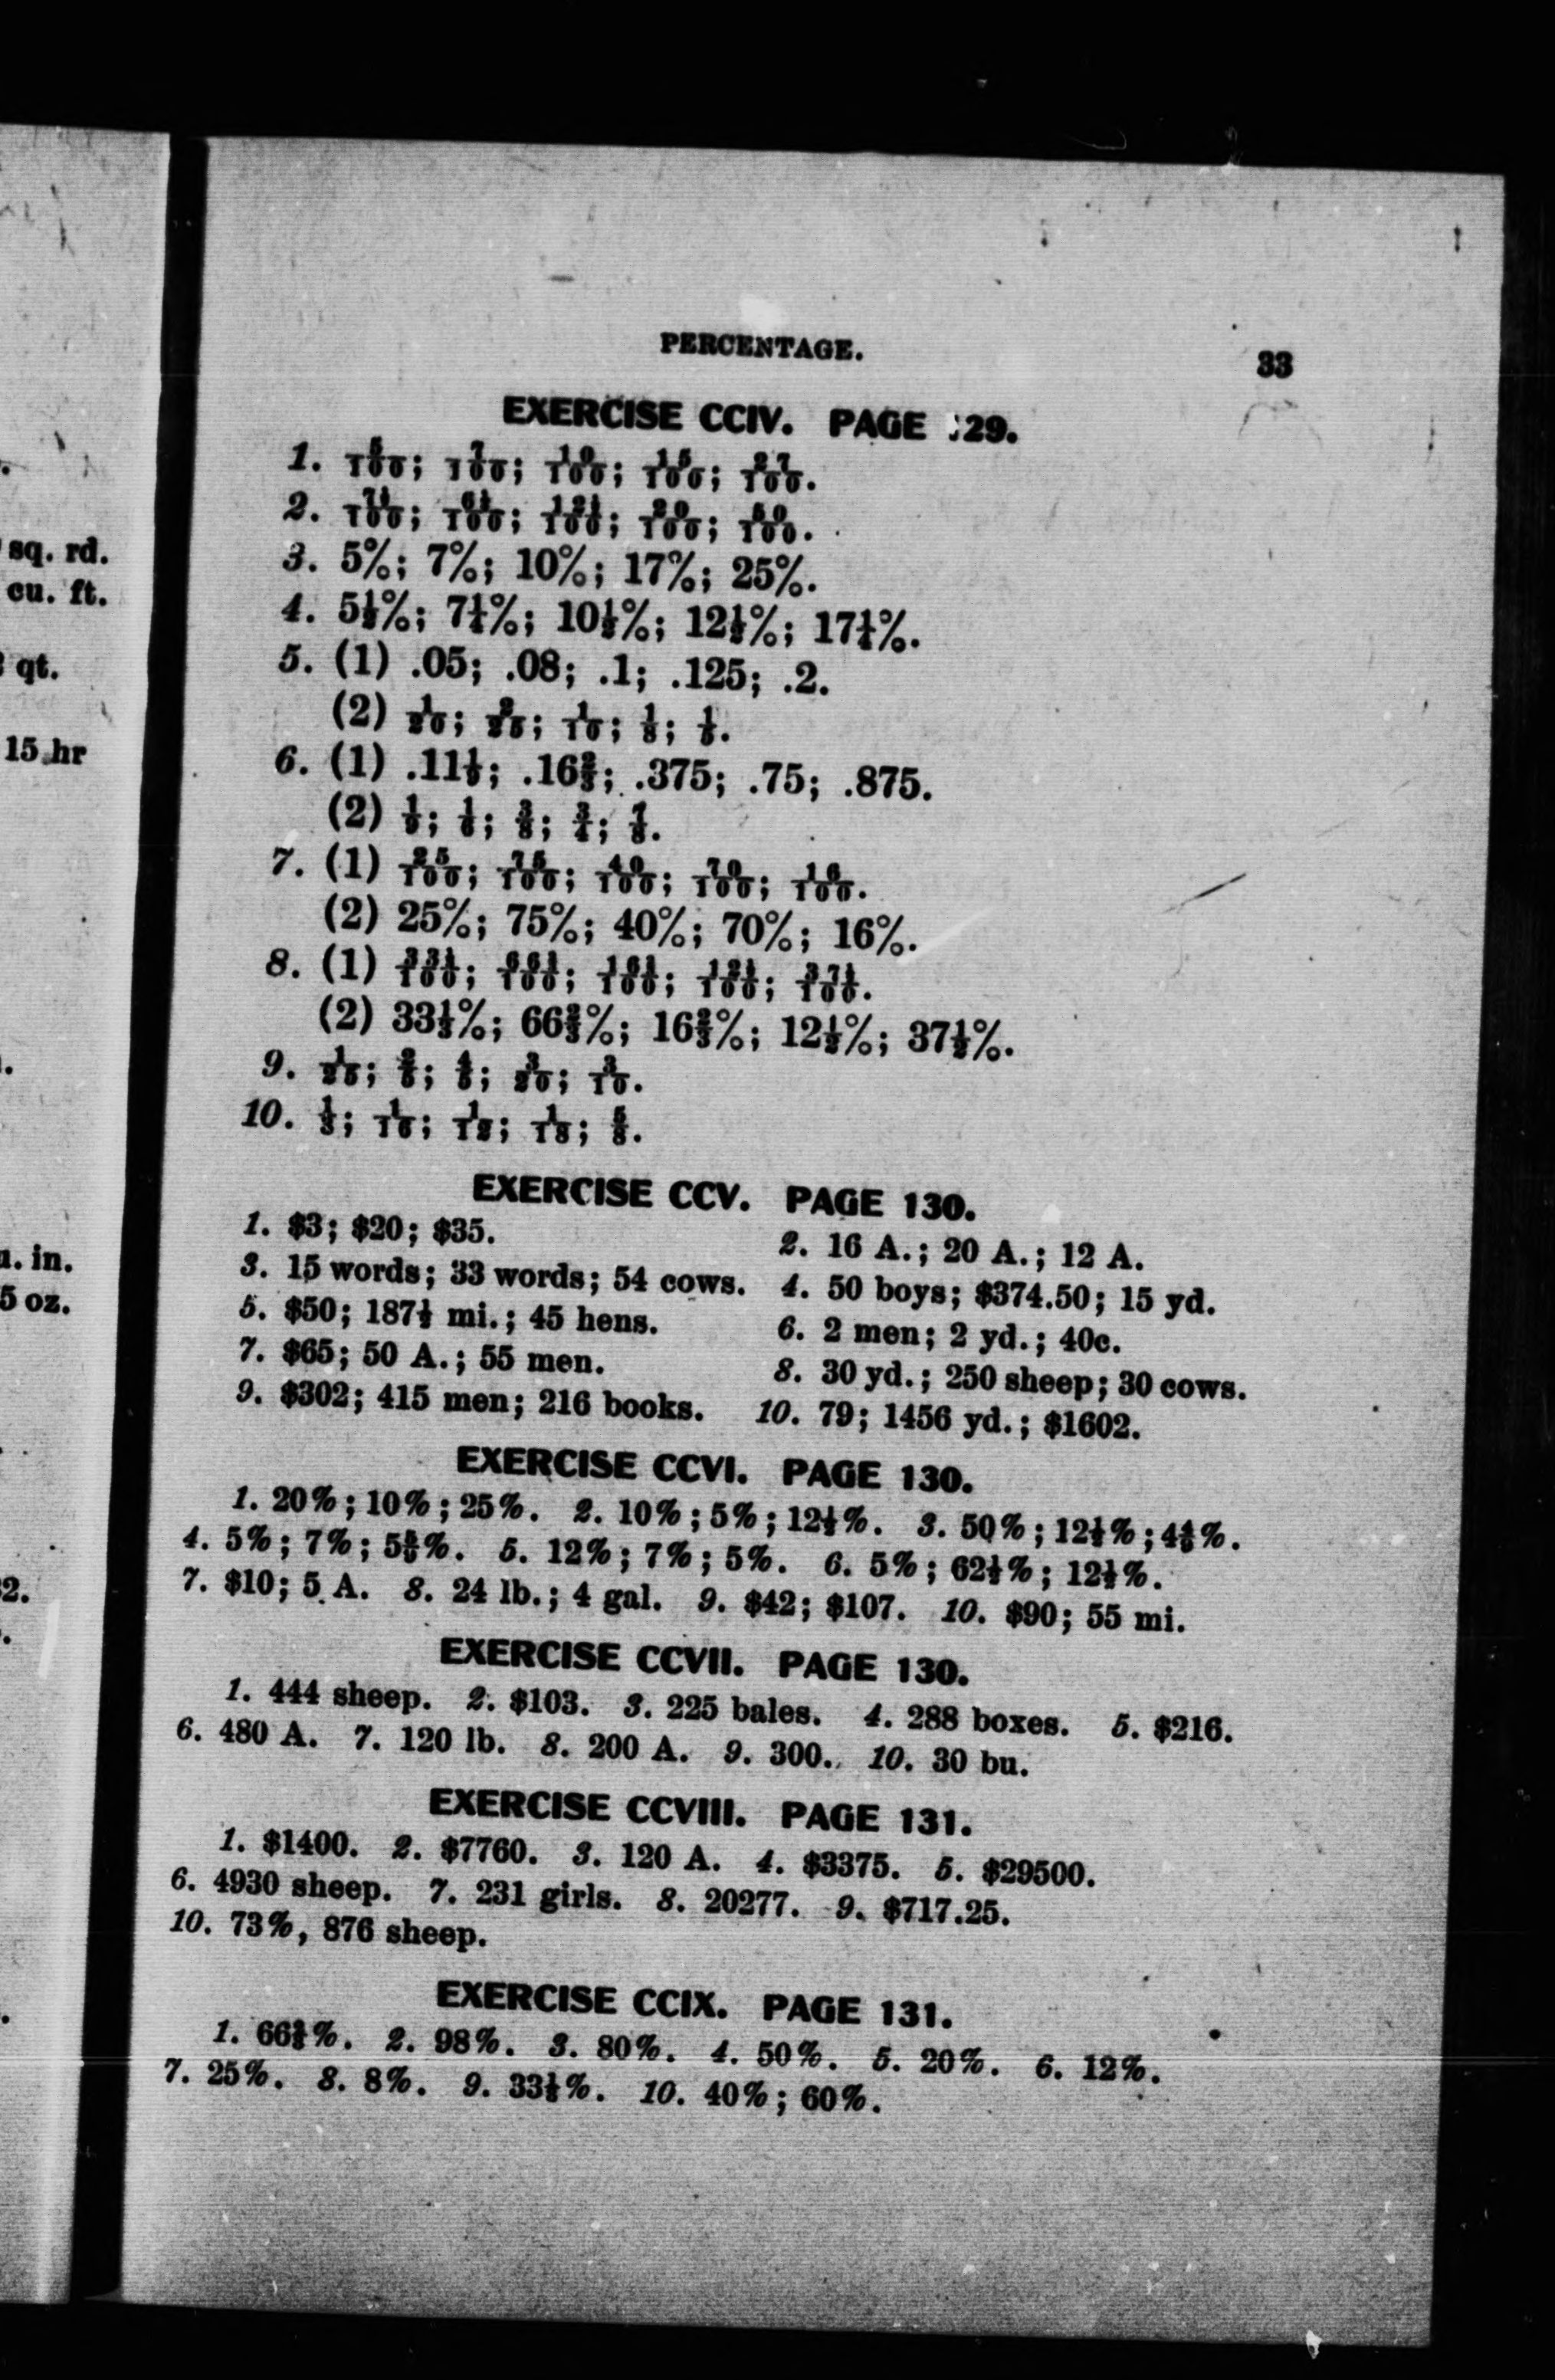 sq. rd.
cu. ft.
qt.
15 hr
in.
5 oz.
2.
PERCENTAGE.
33
EXERCISE CCIV. PAGE 129.
1. 5/100; 7/100; 10/100; 15/100; 27/100.
2. 7½/100; 6¼/100; 12½/100; 20/100; 50/100.
3. 5%; 7%; 10%; 17%; 25%.
4. 5½%; 7¼%; 10½%; 12½%; 17¼%.
5. (1) .05; .08; .1; .125; .2.
(2) 1/20; 2/25; 1/10; 1/8; 1/5.
6. (1) .11 1/9; .16⅔; .375; .75; .875.
(2) 1/9; 1/6; 3/8; 3/4; 7/8.
7. (1) 25/100; 75/100; 40/100; 70/100; 16/100.
(2) 25%; 75%; 40%; 70%; 16%.
8. (1) 33⅓/100; 12½/100; 37½/100.
(2) 33⅓%; 66⅔%; 16⅔%; 12½%; 37½%.
9. 1/25; 2/5; 4/5; 3/20; 3/10.
10. 1/3; 1/16; 1/12; 1/18; 5/8.
EXERCISE CCV. PAGE 130.
1. $3; $20; $35. 2. 16 A.; 20 A.; 12 A.
3. 15 words; 33 words; 54 cows. 4. 50 boys; $374.50; 15 yd.
5. $50; 187½ mi.; 45 hens. 6. 2 men; 2 yd.; 40c.
7. $65; 50 A.; 55 men. 8. 30 yd.; 250 sheep; 30 cows.
9. $302; 415 men; 216 books. 10. 79; 1456 yd.; $1602.
EXERCISE CCVI. PAGE 130.
1. 20%; 10%; 25%. 2. 10%; 5%; 12½%. 3. 50%; 12½%;
4. 5%; 7%; 5. 12%; 7%; 5%. 6. 5%; 62½%; 12½%.
7. $10; 5 A. 8. 24 lb.; 4 gal. 9. $42; $107. 10. $90; 55 mi.
EXERCISE CCVII. PAGE 130.
1. 444 sheep. 2. $103. 3. 225 bales. 4. 288 boxes. 5. $216.
6. 480 A. 7. 120 lb. 8. 200 A. 9. 300. 10. 30 bu.
EXERCISE CCVIII. PAGE 131.
1. $1400. 2. $7760. 3. 120 A. 4. $3375. 5. $29500.
6. 4930 sheep. 7. 231 girls. 8. 20277. 9. $717.25.
10. 73%, 876 sheep.
EXERCISE CCIX. PAGE 131.
1. 66⅔%. 2. 98%. 3. 80%. 4. 50%. 5. 20%. 6. 12%.
7. 25%. 8. 8%. 9. 33⅓%. 10. 40%; 60%.